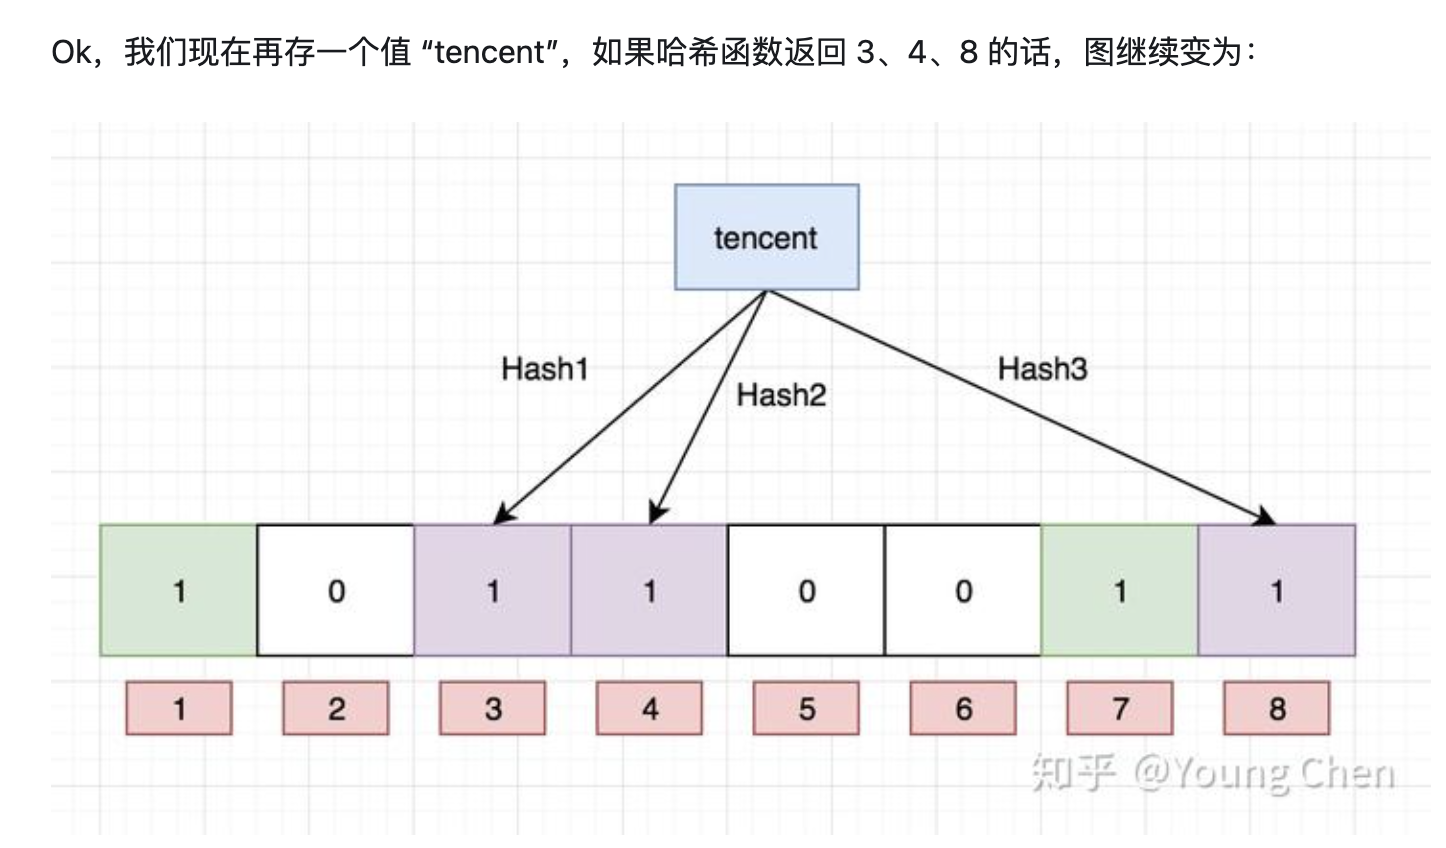 Ok，我们现在再存一个值 “tencent”，如果哈希函数返回 3、4、8 的话，图继续变为：
tencent
Hash1
Hash2
Hash3
1 0 1 1 0 0 1 1
1 2 3 4 5 6 7 8
知乎 @Young Chen